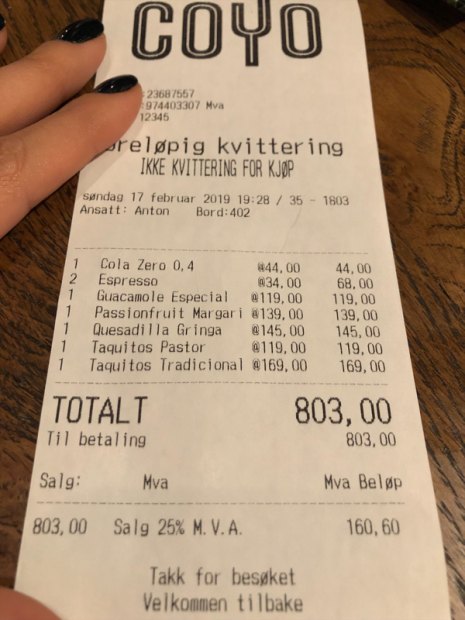 COYO
:23687557
:974403307 Mva
12345
øreløpig kvittering
IKKE KVITTERING FOR KJØP
søndag 17 februar 2019 19:28 / 35 - 1803
Ansatt: Anton Bord:402
1 Cola Zero 0,4 @44,00 44,00
2 Espresso @34,00 68,00
1 Guacamole Especial @119,00 119,00
1 Passionfruit Margari @139,00 139,00
1 Quesadilla Gringa @145,00 145,00
1 Taquitos Pastor @119,00 119,00
1 Taquitos Tradicional @169,00 169,00
TOTALT 803,00
Til betaling 803,00
Salg: Mva Mva Beløp
803,00 Salg 25% M.V.A. 160,60
Takk for besøket
Velkommen tilbake